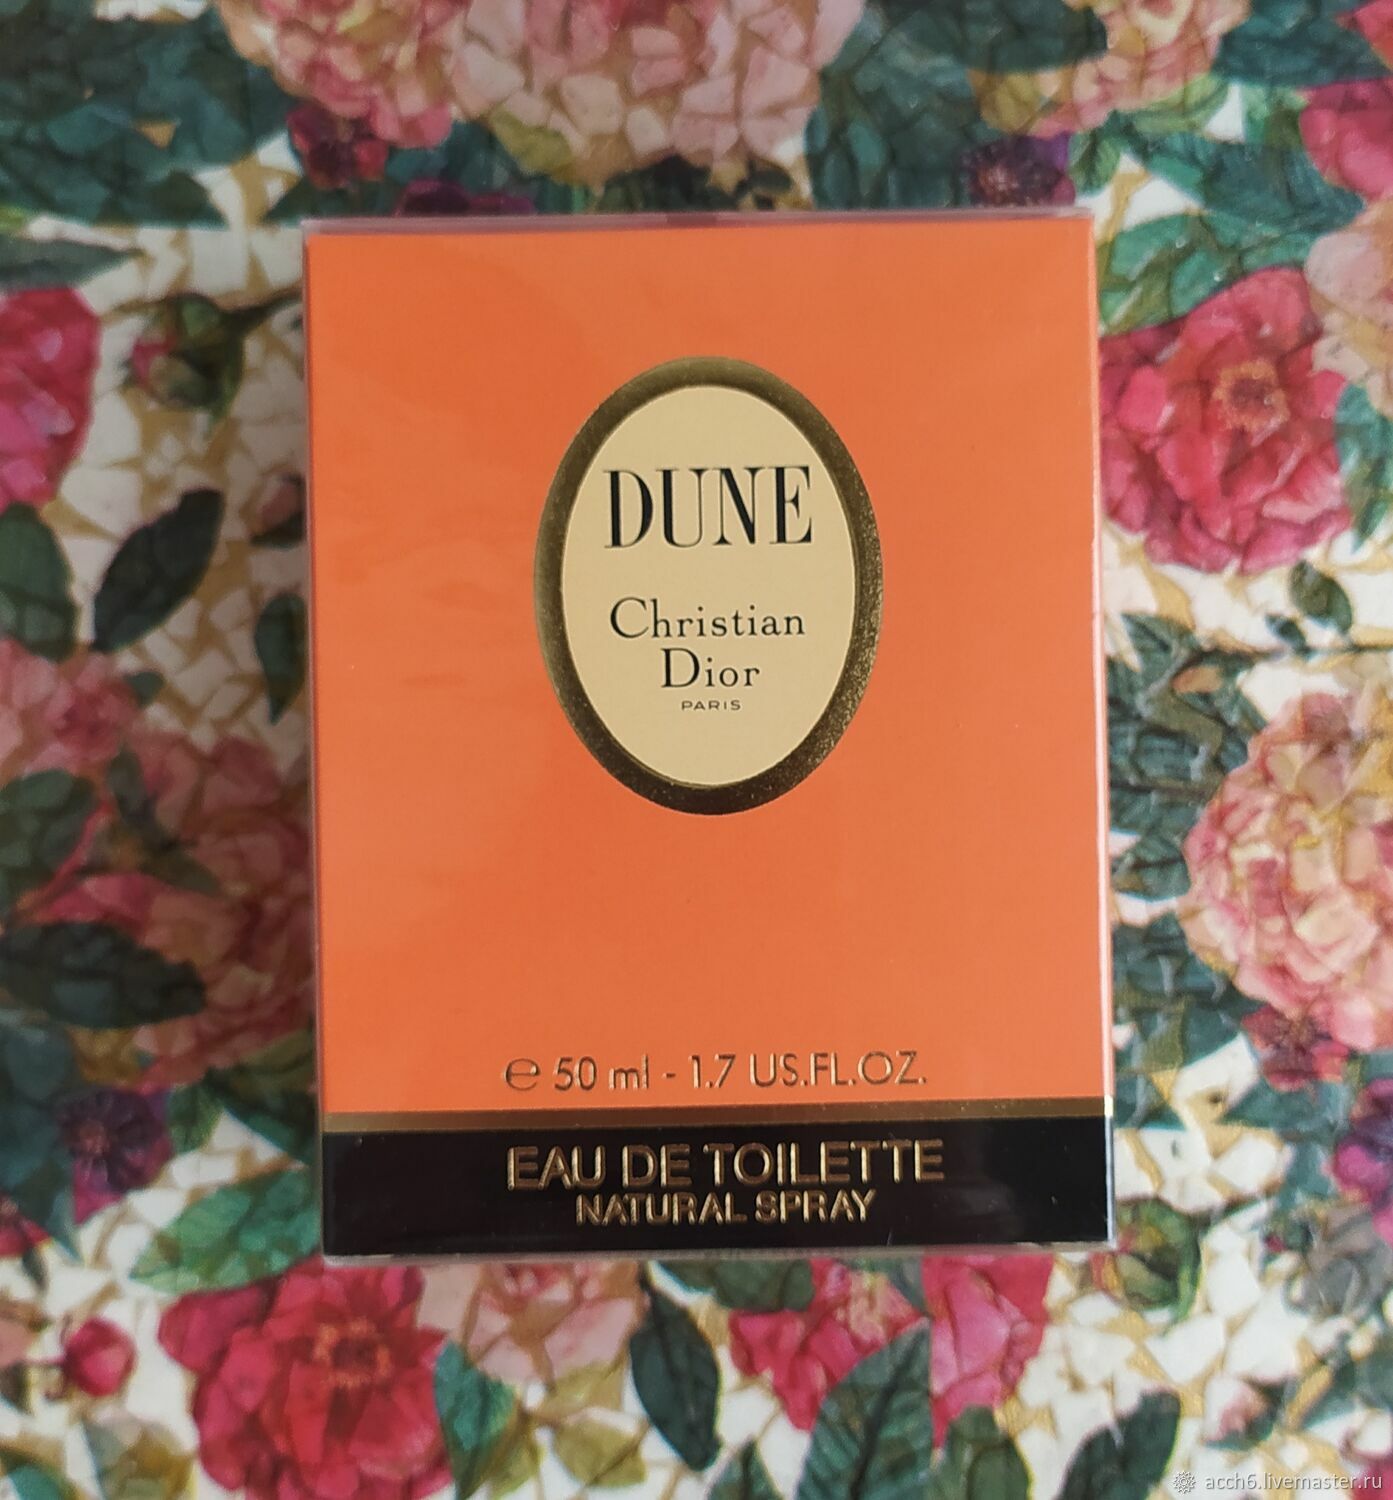 DUNE
Christian
Dior
PARIS
℮ 50 ml - 1.7 US.FL.OZ.
EAU DE TOILETTE
NATURAL SPRAY
acch6.livemaster.ru